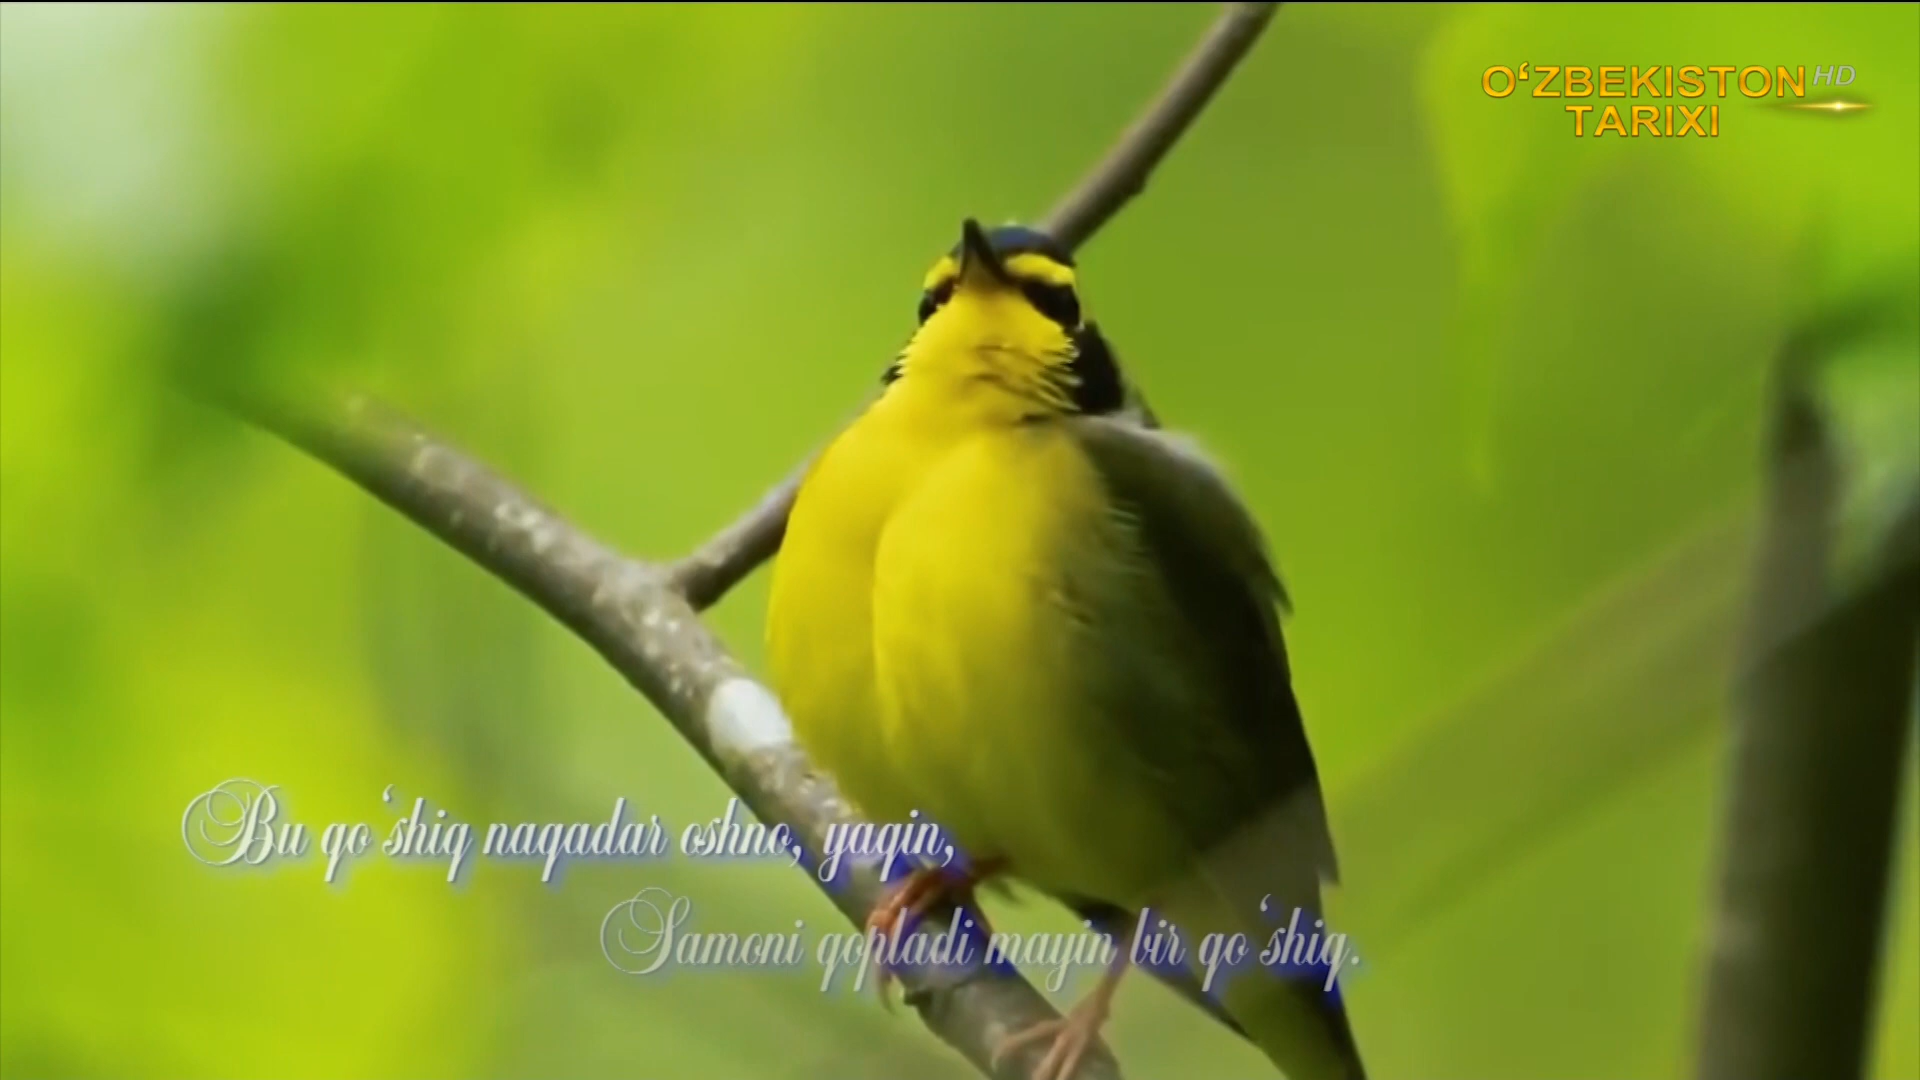 O‘ZBEKISTON HD
TARIXI
Bu qo‘shiq naqadar oshno, yaqin,
Samoni qopladi mayin bir qo‘shiq.